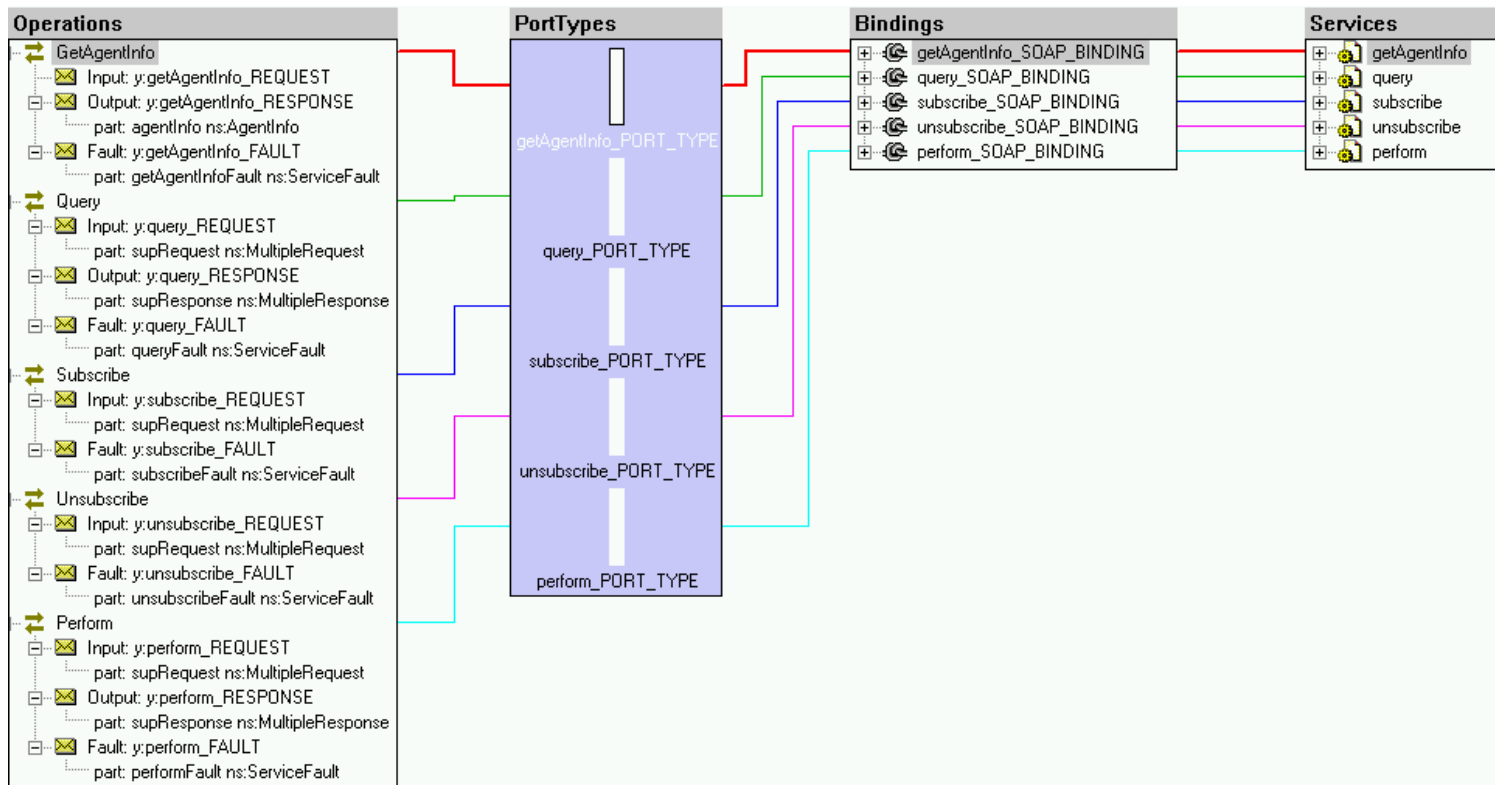 Operations
GetAgentInfo
Input: y:getAgentInfo_REQUEST
Output: y:getAgentInfo_RESPONSE
part: agentInfo ns:AgentInfo
Fault: y:getAgentInfo_FAULT
part: getAgentInfoFault ns:ServiceFault
Query
Input: y:query_REQUEST
part: supRequest ns:MultipleRequest
Output: y:query_RESPONSE
part: supResponse ns:MultipleResponse
Fault: y:query_FAULT
part: queryFault ns:ServiceFault
Subscribe
Input: y:subscribe_REQUEST
part: supRequest ns:MultipleRequest
Fault: y:subscribe_FAULT
part: subscribeFault ns:ServiceFault
Unsubscribe
Input: y:unsubscribe_REQUEST
part: supRequest ns:MultipleRequest
Fault: y:unsubscribe_FAULT
part: unsubscribeFault ns:ServiceFault
Perform
Input: y:perform_REQUEST
part: supRequest ns:MultipleRequest
Output: y:perform_RESPONSE
part: supResponse ns:MultipleResponse
Fault: y:perform_FAULT
part: performFault ns:ServiceFault
PortTypes
getAgentInfo_PORT_TYPE
query_PORT_TYPE
subscribe_PORT_TYPE
unsubscribe_PORT_TYPE
perform_PORT_TYPE
Bindings
getAgentInfo_SOAP_BINDING
query_SOAP_BINDING
subscribe_SOAP_BINDING
unsubscribe_SOAP_BINDING
perform_SOAP_BINDING
Services
getAgentInfo
query
subscribe
unsubscribe
perform